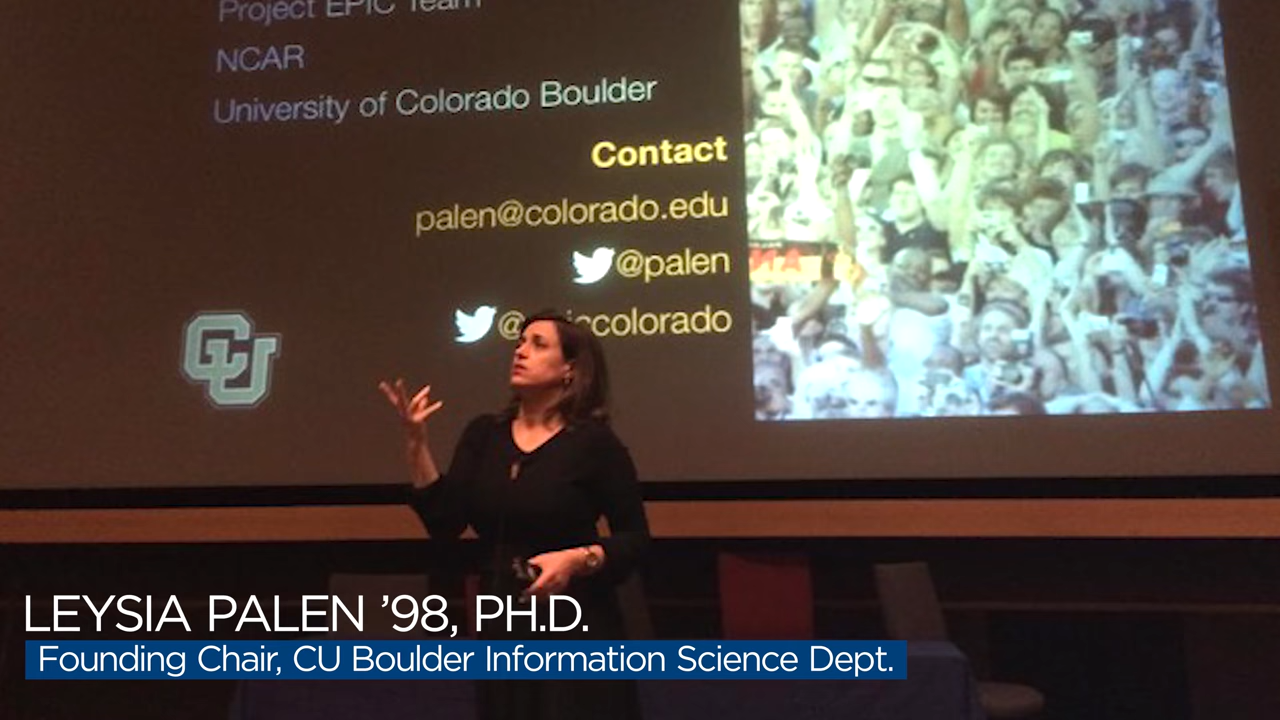 Project EPIC Team
NCAR
University of Colorado Boulder
Contact
palen@colorado.edu
@palen
colorado
CU
LEYSIA PALEN ’98, PH.D.
Founding Chair, CU Boulder Information Science Dept.